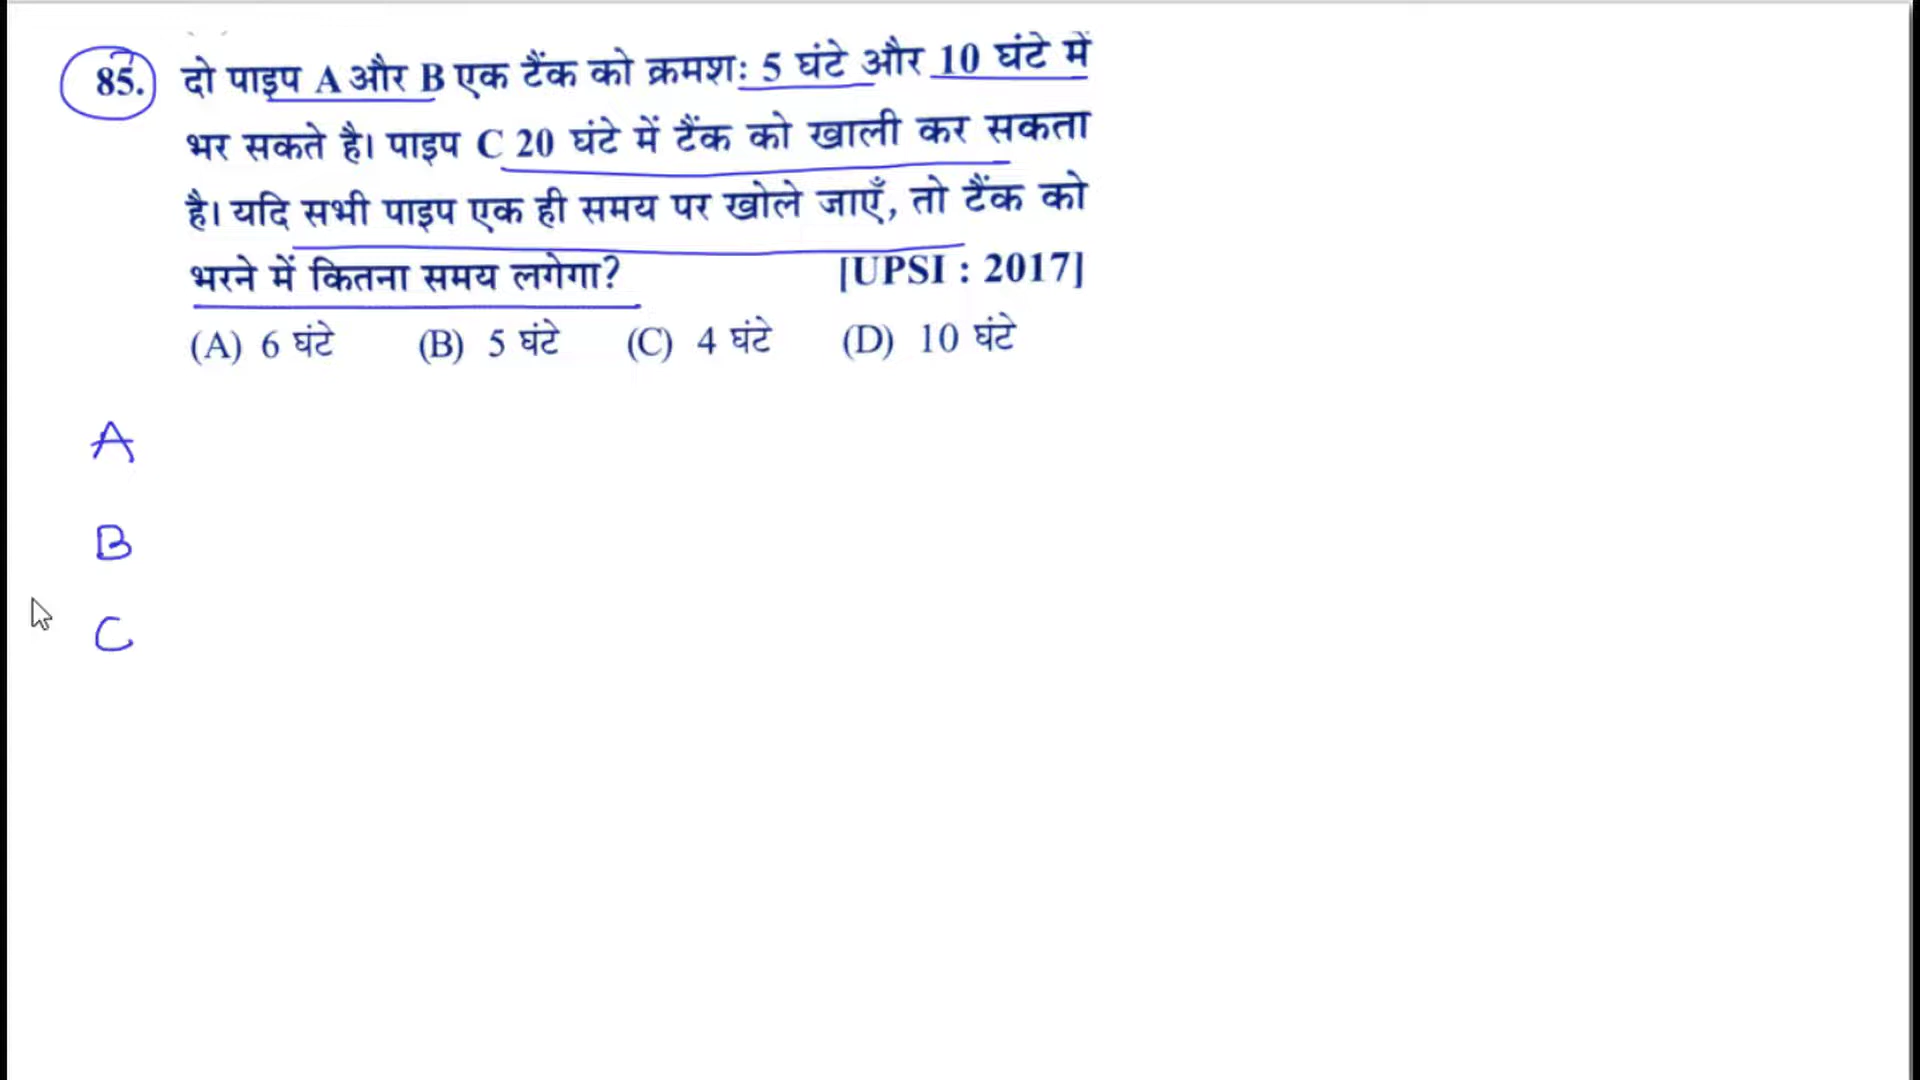 85. दो पाइप A और B एक टैंक को क्रमशः 5 घंटे और 10 घंटे में
भर सकते है। पाइप C 20 घंटे में टैंक को खाली कर सकता
है। यदि सभी पाइप एक ही समय पर खोले जाएँ, तो टैंक को
भरने में कितना समय लगेगा? [UPSI : 2017]
(A) 6 घंटे (B) 5 घंटे (C) 4 घंटे (D) 10 घंटे
A
B
C